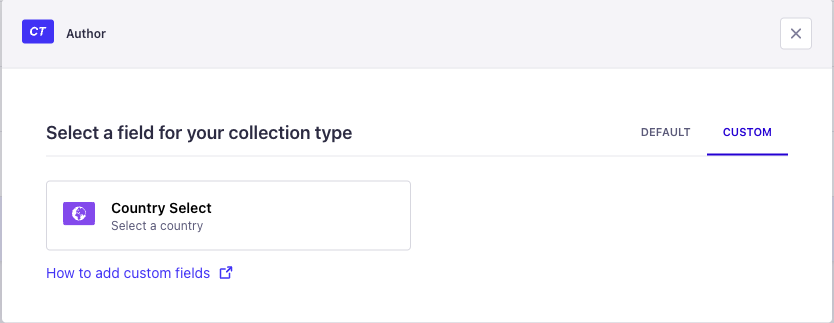 CT Author
Select a field for your collection type
DEFAULT CUSTOM
Country Select
Select a country
How to add custom fields